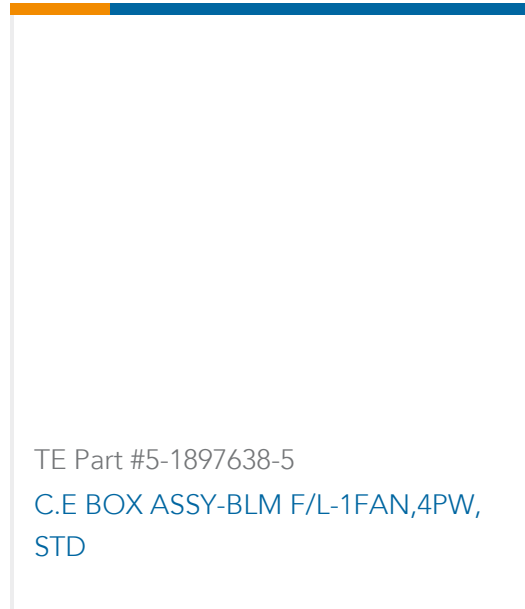 TE Part #5-1897638-5
C.E BOX ASSY-BLM F/L-1FAN,4PW,
STD